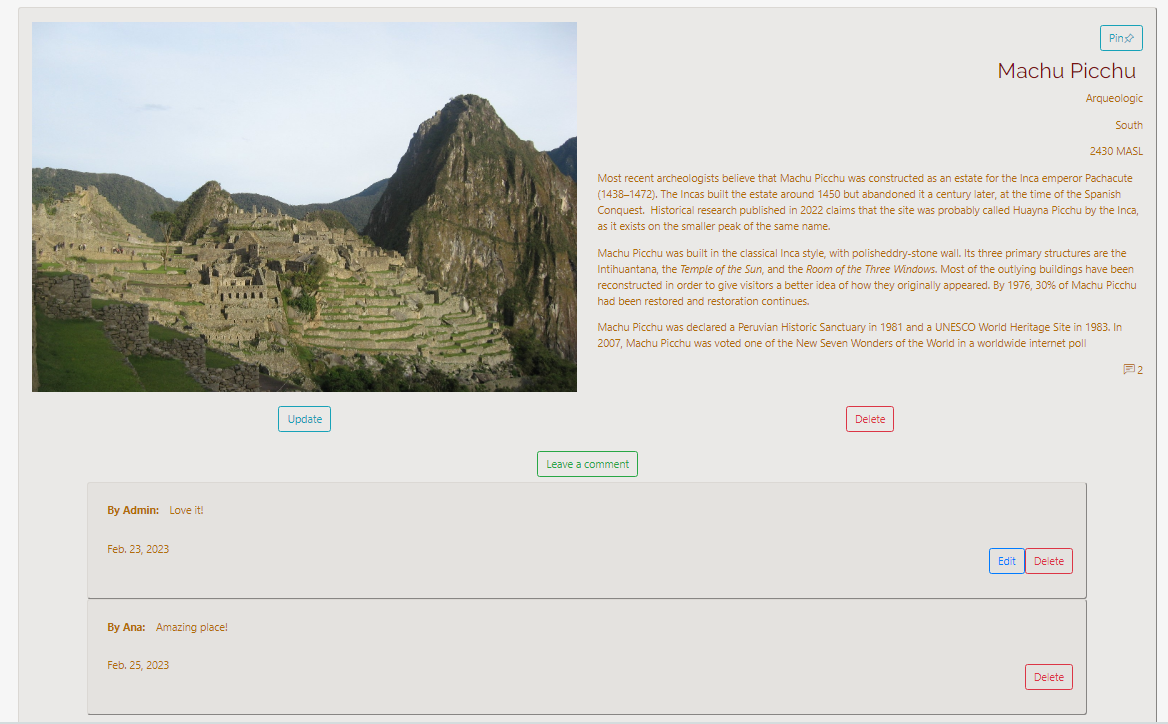 Pin
Machu Picchu
Arqueologic
South
2430 MASL
Most recent archeologists believe that Machu Picchu was constructed as an estate for the Inca emperor Pachacute
(1438–1472). The Incas built the estate around 1450 but abandoned it a century later, at the time of the Spanish
Conquest.  Historical research published in 2022 claims that the site was probably called Huayna Picchu by the Inca,
as it exists on the smaller peak of the same name.
Machu Picchu was built in the classical Inca style, with polisheddry-stone wall. Its three primary structures are the
Intihuantana, the Temple of the Sun, and the Room of the Three Windows. Most of the outlying buildings have been
reconstructed in order to give visitors a better idea of how they originally appeared. By 1976, 30% of Machu Picchu
had been restored and restoration continues.
Machu Picchu was declared a Peruvian Historic Sanctuary in 1981 and a UNESCO World Heritage Site in 1983. In
2007, Machu Picchu was voted one of the New Seven Wonders of the World in a worldwide internet poll
2
Update
Delete
Leave a comment
By Admin: Love it!
Feb. 23, 2023
Edit Delete
By Ana: Amazing place!
Feb. 25, 2023
Delete